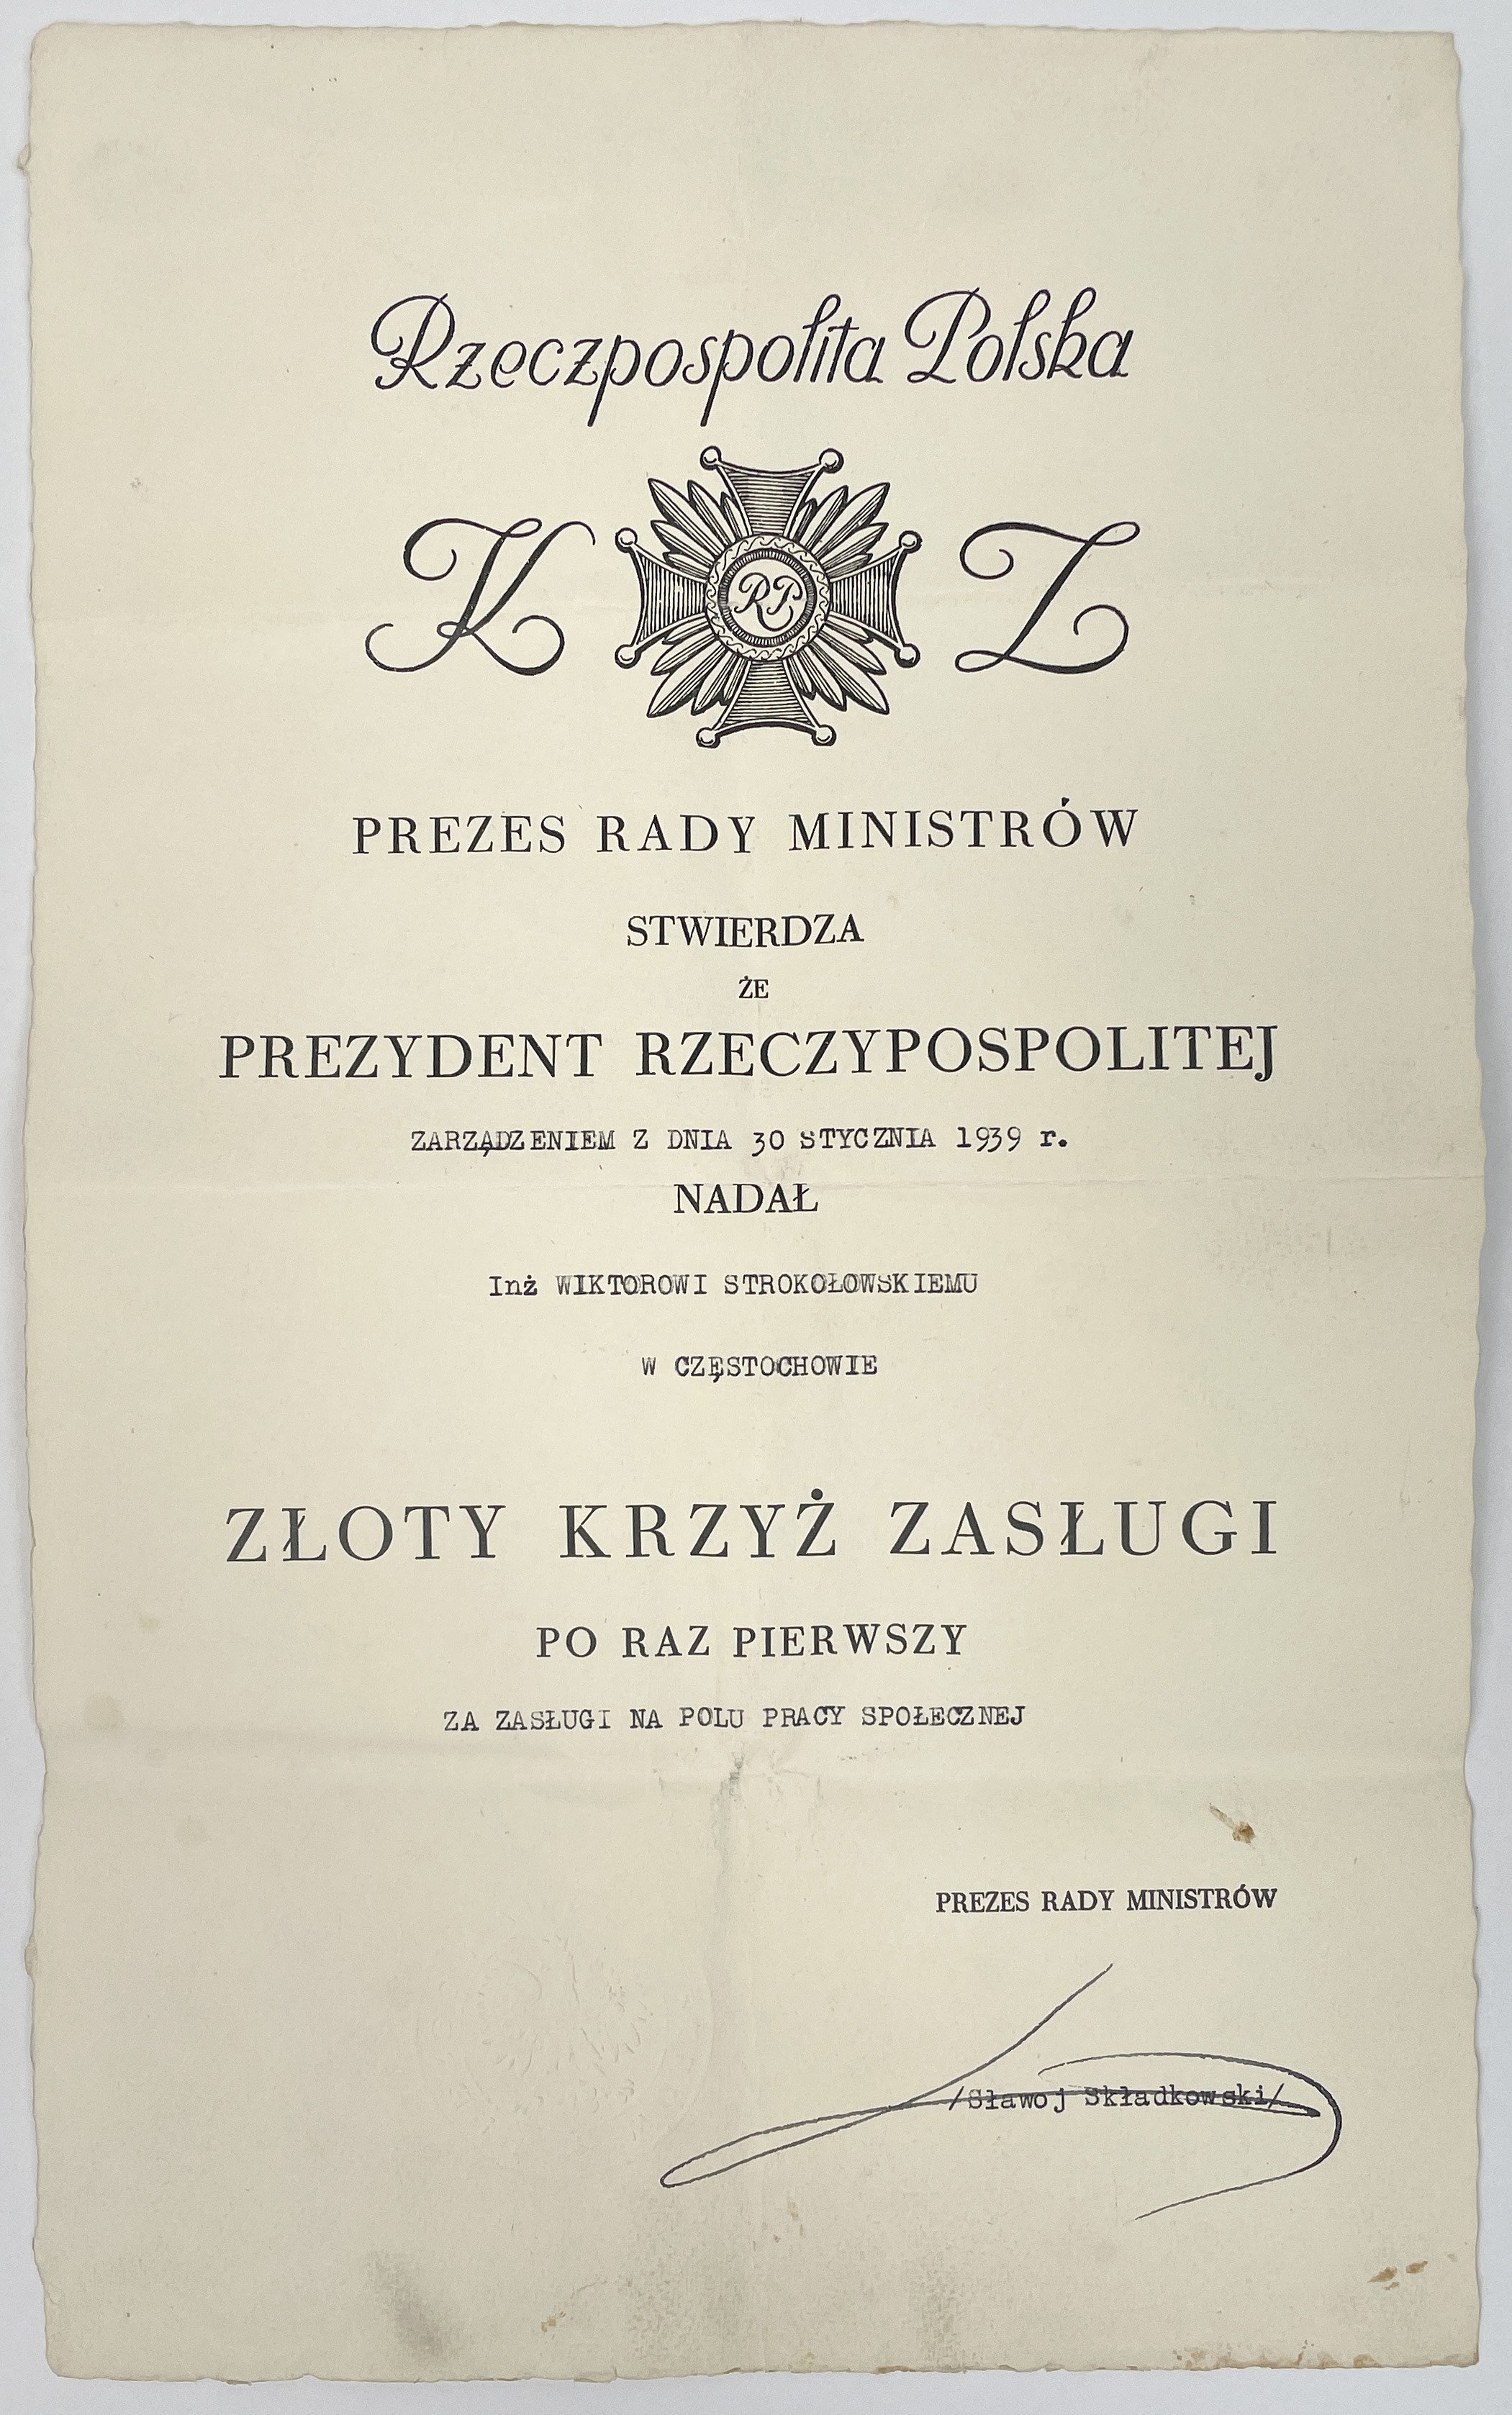 Rzeczpospolita Polska
K RP Z
PREZES RADY MINISTRÓW
STWIERDZA
ŻE
PREZYDENT RZECZYPOSPOLITEJ
ZARZĄDZENIEM Z DNIA 30 STYCZNIA 1939 r.
NADAŁ
Inż WIKTOROWI STROKOŁOWSKIEMU
W CZĘSTOCHOWIE
ZŁOTY KRZYŻ ZASŁUGI
PO RAZ PIERWSZY
ZA ZASŁUGI NA POLU PRACY SPOŁECZNEJ
PREZES RADY MINISTRÓW
/Sławoj Składkowski/